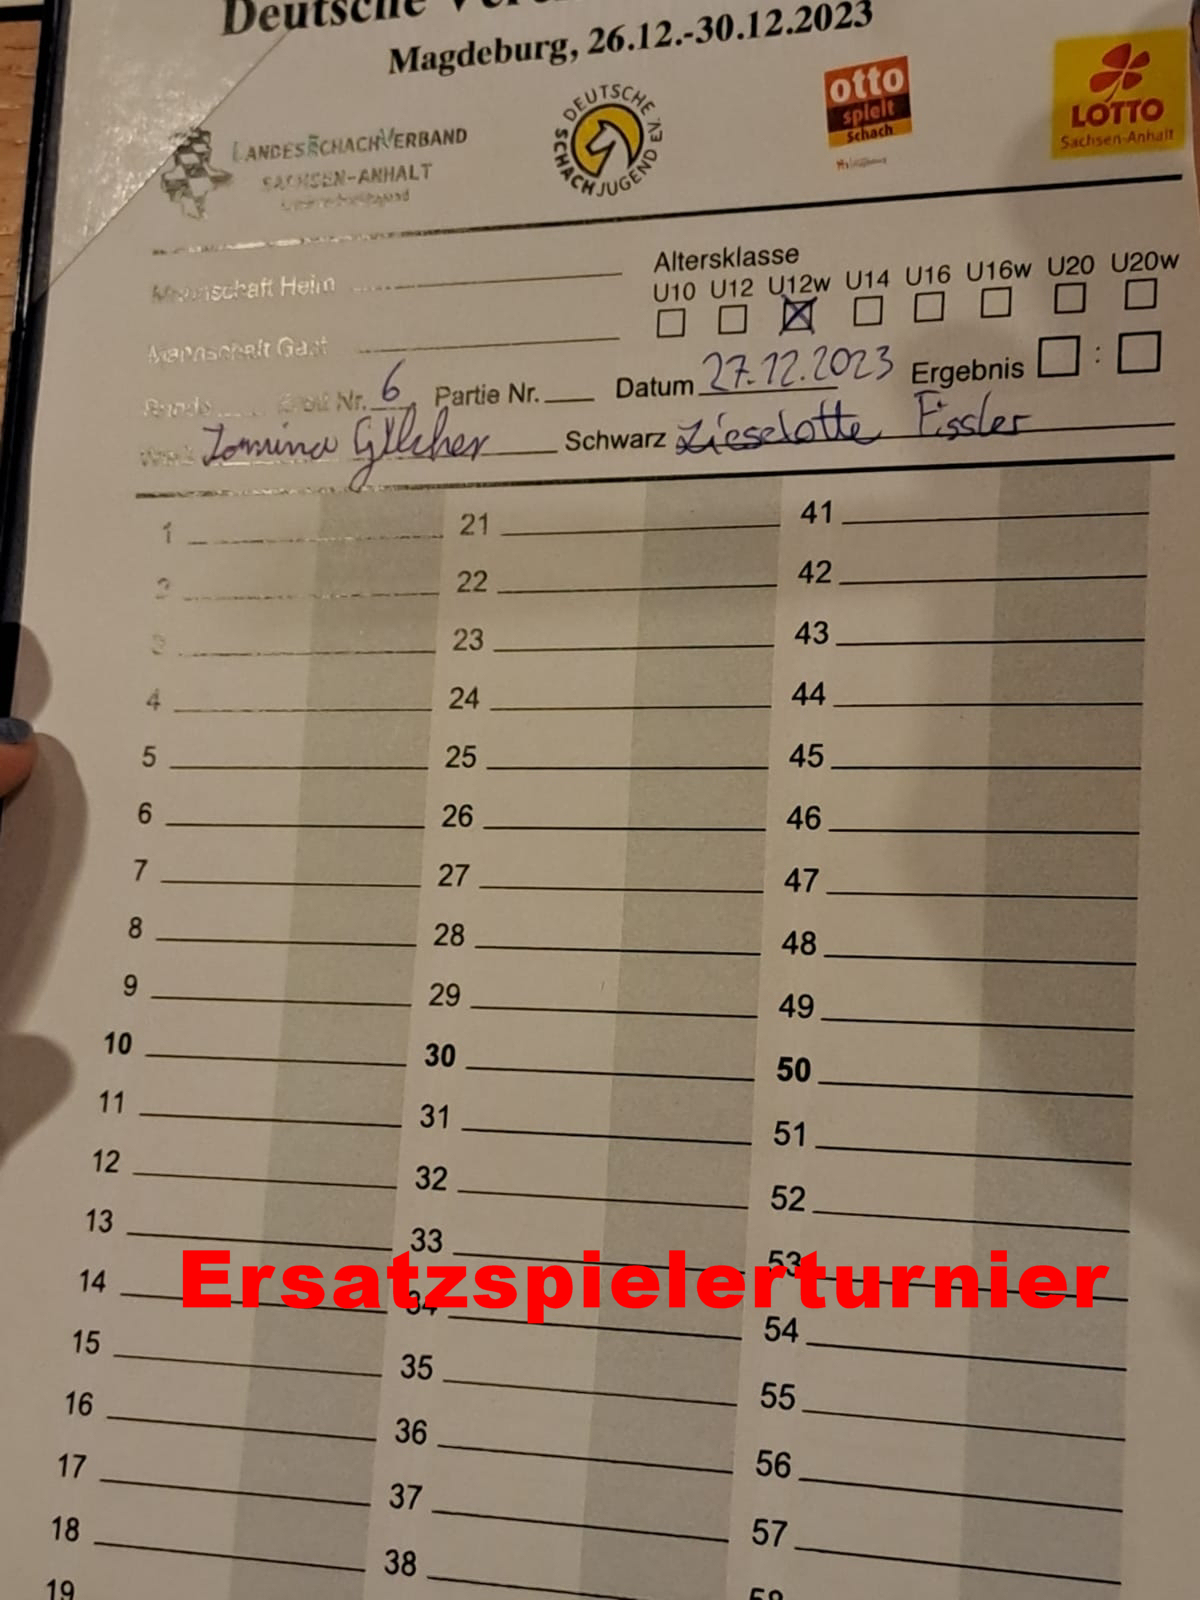 Deutsche
Magdeburg, 26.12.-30.12.2023
LANDESSCHACHVERBAND
SACHSEN-ANHALT
DEUTSCHE SCHACHJUGEND EV
otto
spielt
Schach
LOTTO
Sachsen-Anhalt
Mannschaft Heim
Altersklasse
U10 U12 U12w U14 U16 U16w U20 U20w
Mannschaft Gast
Runde Brett Nr. 6 Partie Nr. Datum 27.12.2023 Ergebnis :
Weiß Gilcher Schwarz Lieselotte Fissler
1 21 41
2 22 42
3 23 43
4 24 44
5 25 45
6 26 46
7 27 47
8 28 48
9 29 49
10 30 50
11 31 51
12 32 52
13 33 53
Ersatzspielerturnier
14 34 54
15 35 55
16 36 56
17 37 57
18 38 58
19